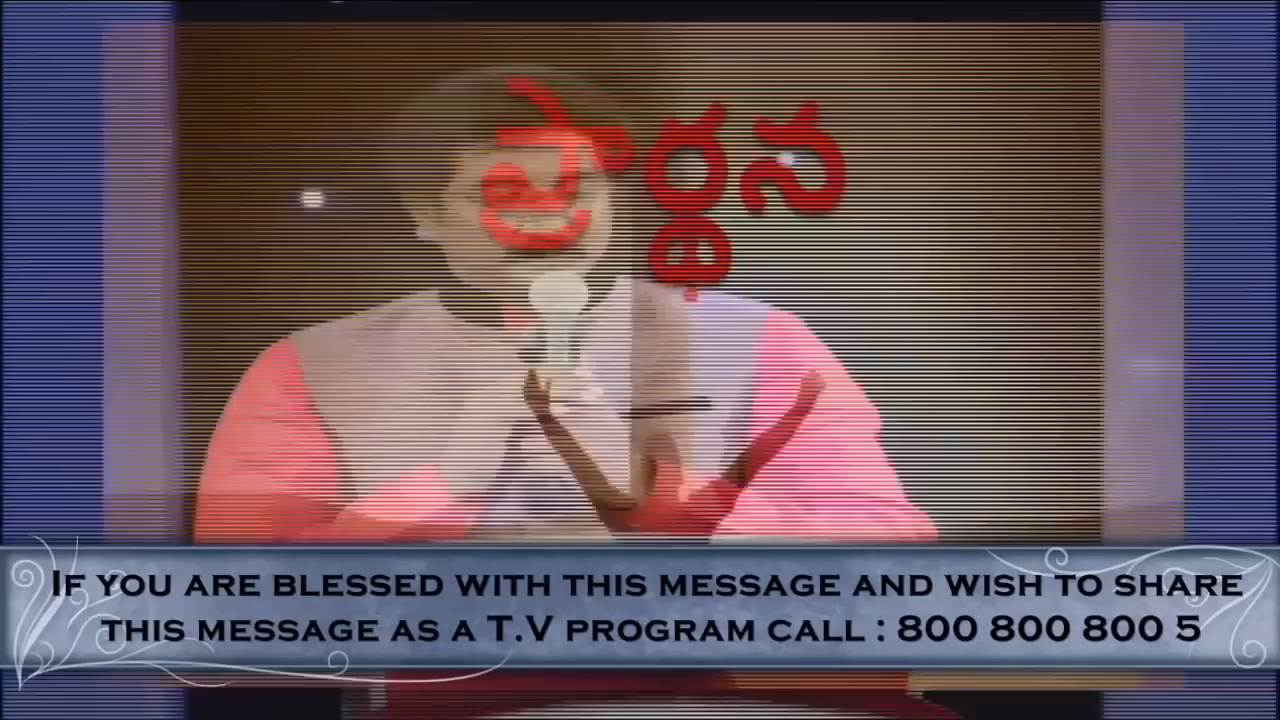 ప్రార్థన
IF YOU ARE BLESSED WITH THIS MESSAGE AND WISH TO SHARE
THIS MESSAGE AS A T.V PROGRAM CALL : 800 800 800 5